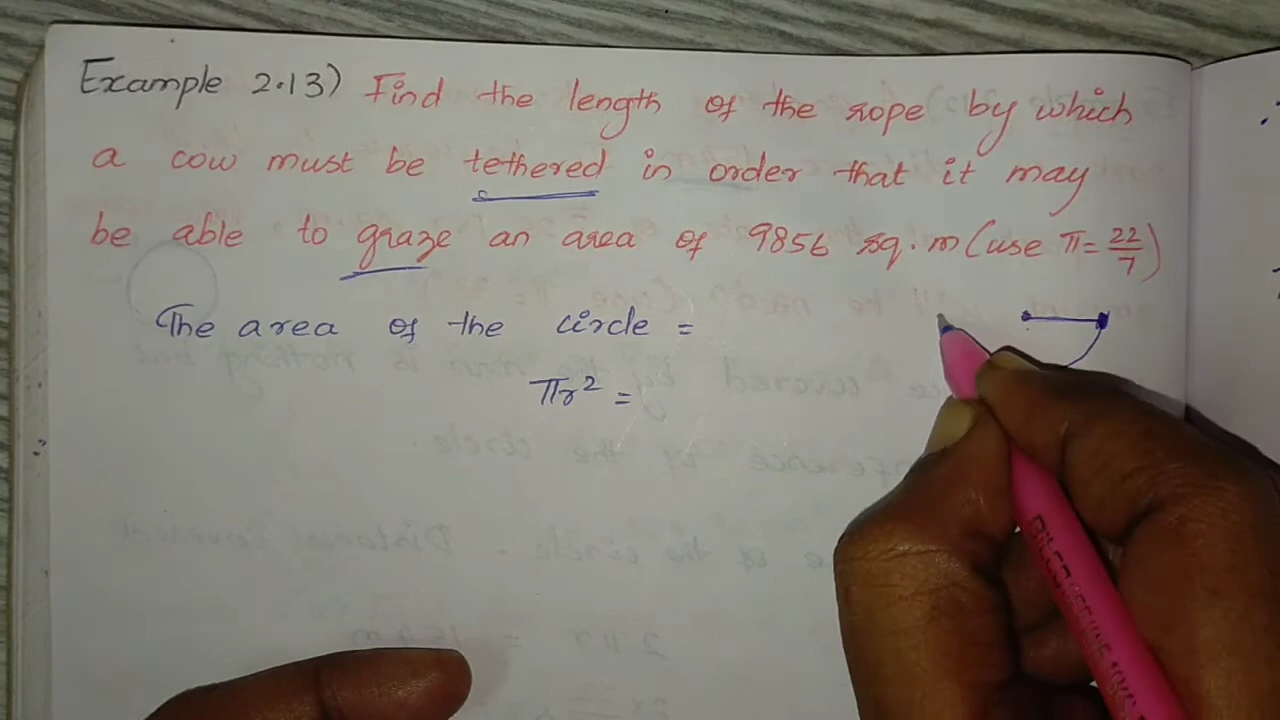 Example 2.13) Find the length of the rope by which
a cow must be tethered in order that it may
be able to graze an area of 9856 sq.m (use π = 22/7)
The area of the circle =
πr² =